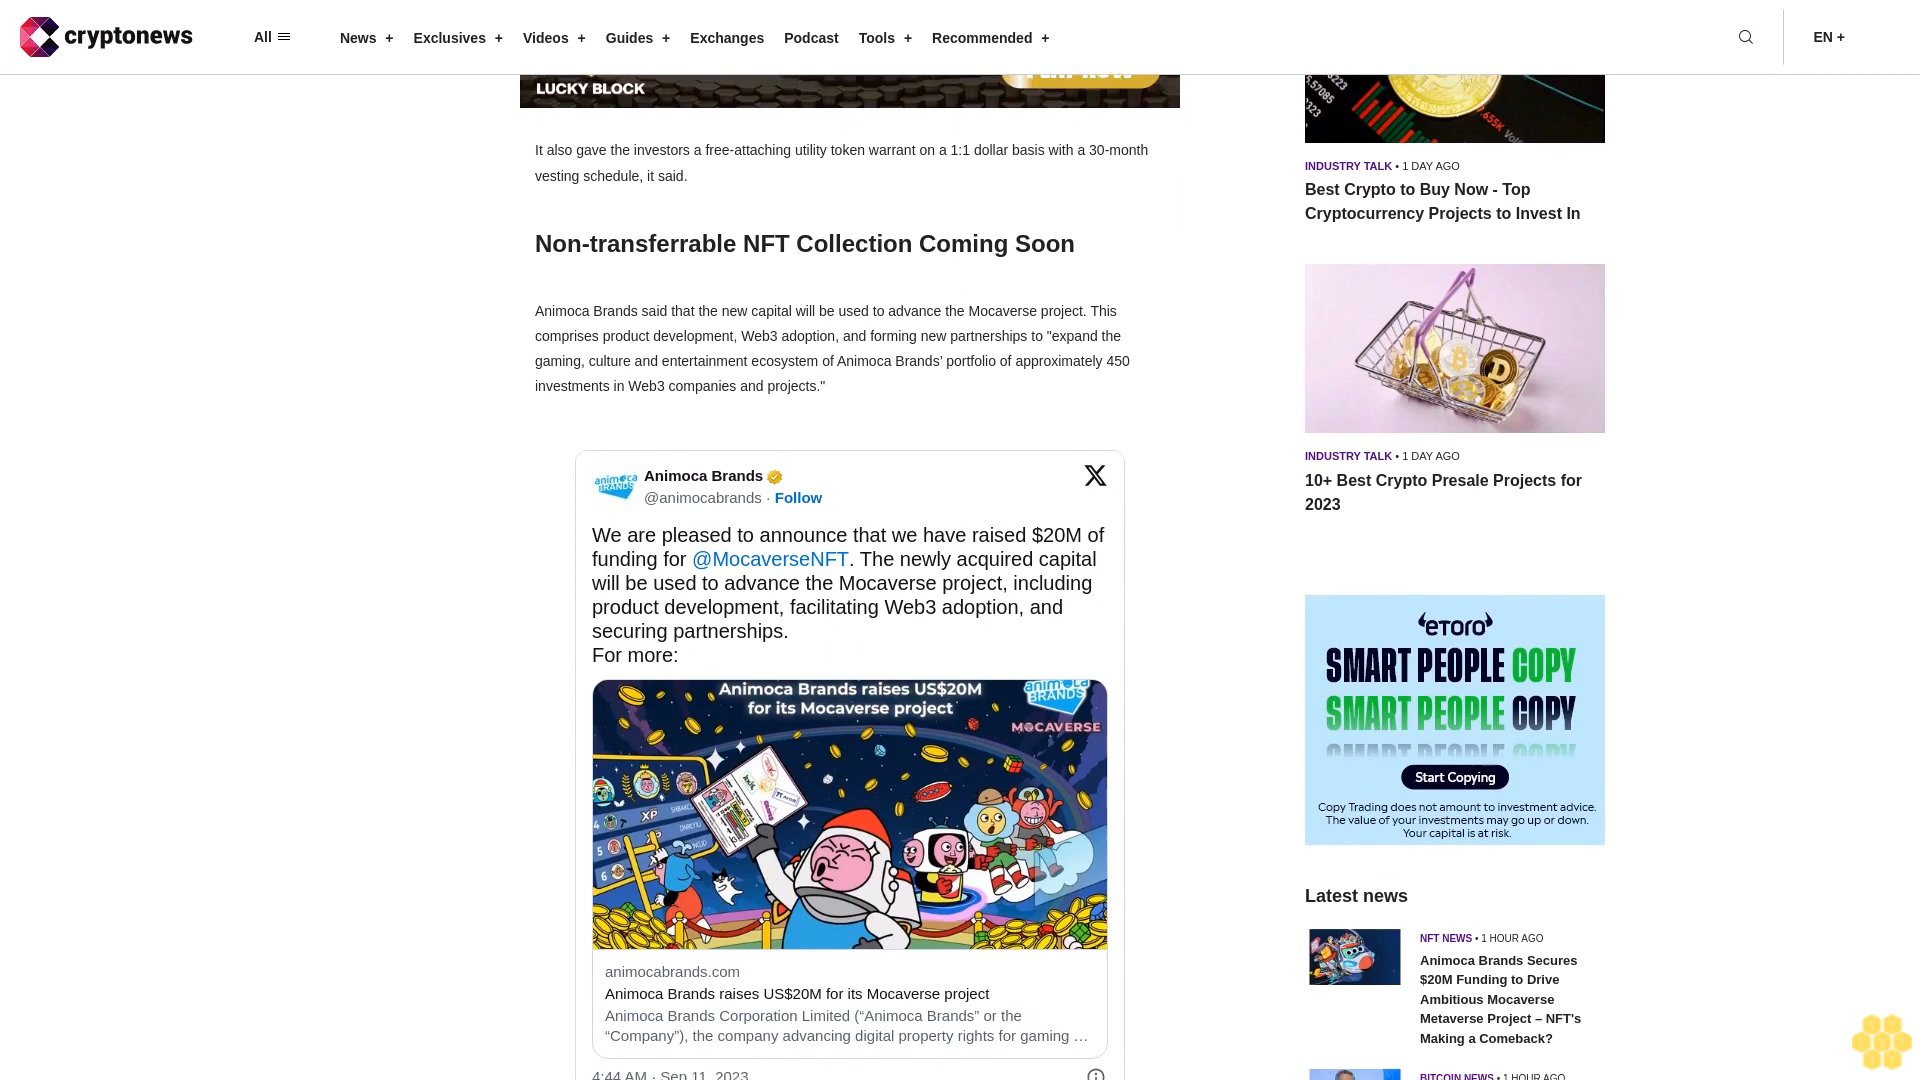 cryptonews
All
News +
Exclusives +
Videos +
Guides +
Exchanges
Podcast
Tools +
Recommended +
EN +
LUCKY BLOCK
It also gave the investors a free-attaching utility token warrant on a 1:1 dollar basis with a 30-month
vesting schedule, it said.
Non-transferrable NFT Collection Coming Soon
Animoca Brands said that the new capital will be used to advance the Mocaverse project. This
comprises product development, Web3 adoption, and forming new partnerships to "expand the
gaming, culture and entertainment ecosystem of Animoca Brands’ portfolio of approximately 450
investments in Web3 companies and projects."
animoca
BRANDS
Animoca Brands
@animocabrands · Follow
We are pleased to announce that we have raised $20M of
funding for @MocaverseNFT. The newly acquired capital
will be used to advance the Mocaverse project, including
product development, facilitating Web3 adoption, and
securing partnerships.
For more:
Animoca Brands raises US$20M
for its Mocaverse project
animoca
BRANDS
MOCAVERSE
XP
4
5
XP
6
animocabrands.com
Animoca Brands raises US$20M for its Mocaverse project
Animoca Brands Corporation Limited (“Animoca Brands” or the
“Company”), the company advancing digital property rights for gaming …
4:44 AM · Sep 11, 2023
INDUSTRY TALK • 1 DAY AGO
Best Crypto to Buy Now - Top
Cryptocurrency Projects to Invest In
INDUSTRY TALK • 1 DAY AGO
10+ Best Crypto Presale Projects for
2023
eToro
SMART PEOPLE COPY
SMART PEOPLE COPY
SMART PEOPLE COPY
Start Copying
Copy Trading does not amount to investment advice.
The value of your investments may go up or down.
Your capital is at risk.
Latest news
NFT NEWS • 1 HOUR AGO
Animoca Brands Secures
$20M Funding to Drive
Ambitious Mocaverse
Metaverse Project – NFT's
Making a Comeback?
BITCOIN NEWS • 1 HOUR AGO